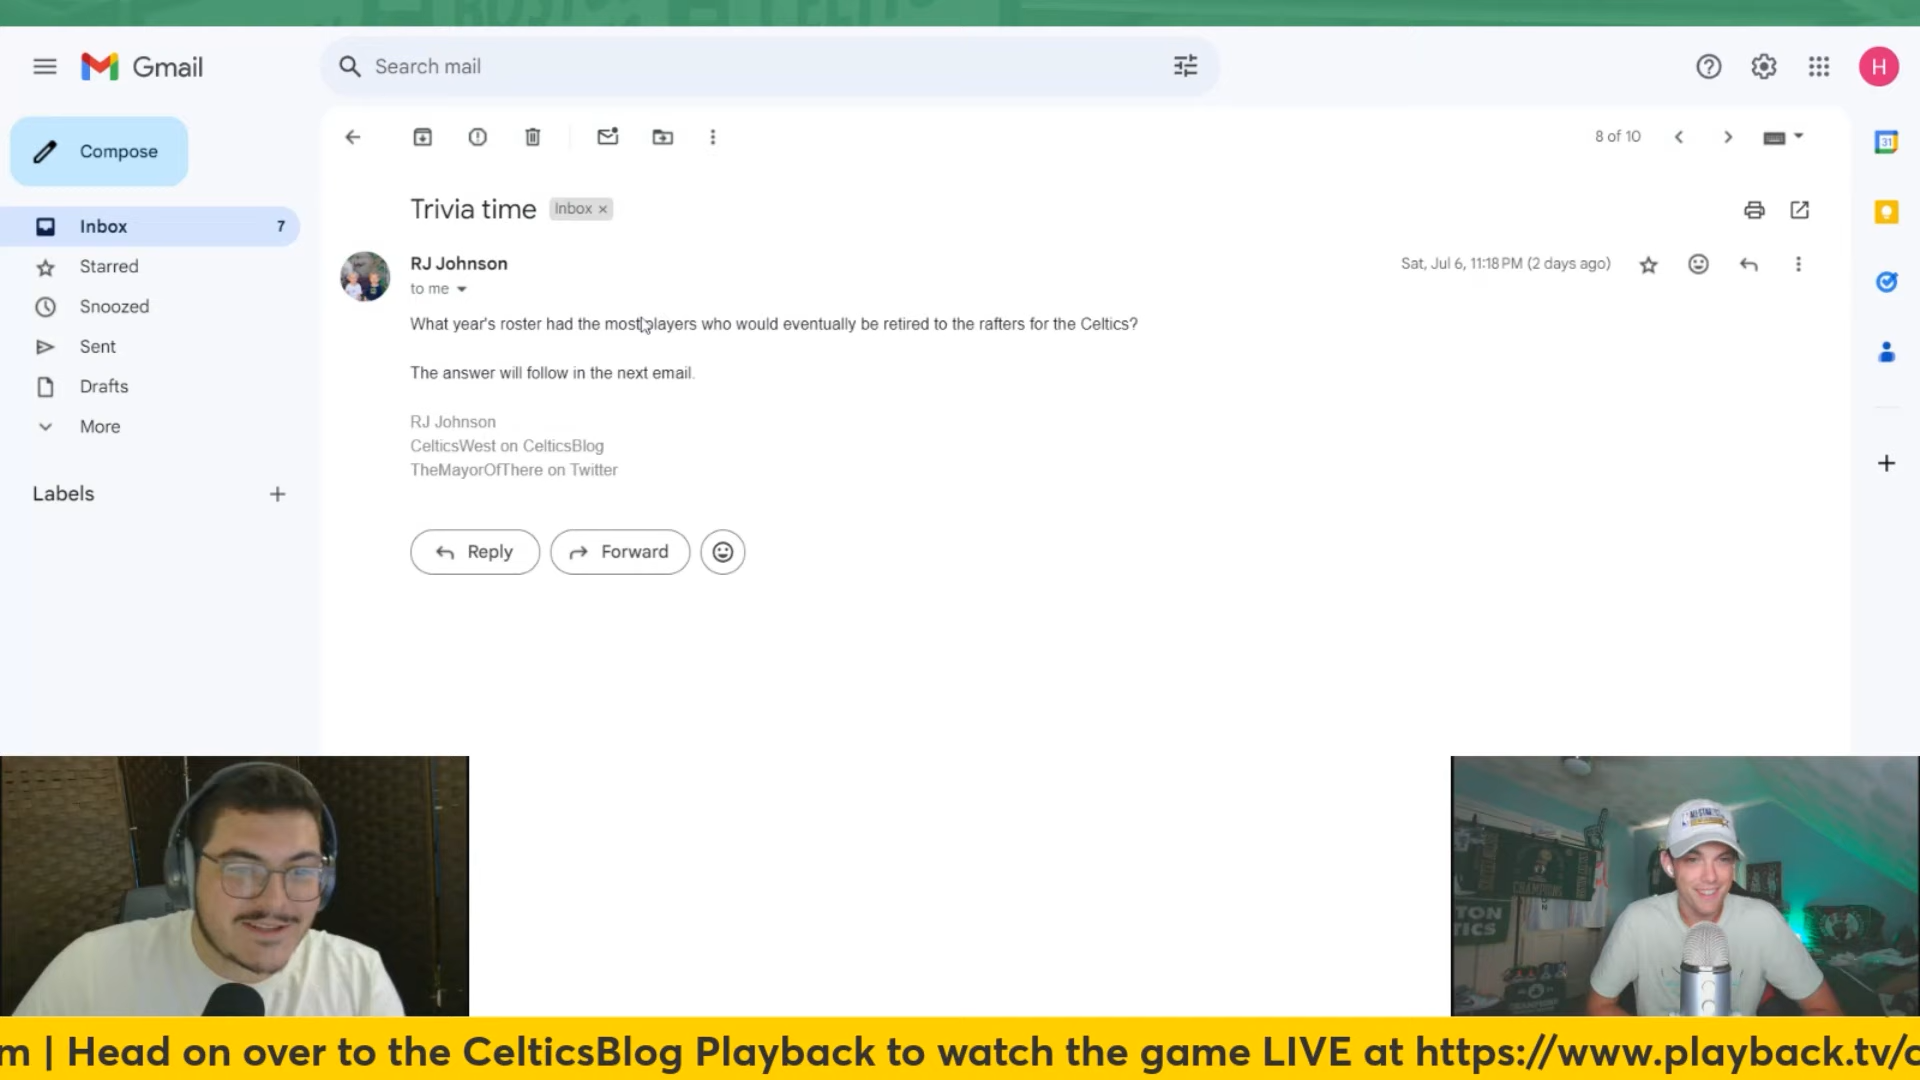 Gmail
Search mail
H
Compose
8 of 10
31
Inbox 7
Starred
Snoozed
Sent
Drafts
More
Labels
Trivia time Inbox ×
RJ Johnson
Sat, Jul 6, 11:18 PM (2 days ago)
to me
What year's roster had the most players who would eventually be retired to the rafters for the Celtics?
The answer will follow in the next email.
RJ Johnson
CelticsWest on CelticsBlog
TheMayorOfThere on Twitter
Reply
Forward
CHAMPIONS
m | Head on over to the CelticsBlog Playback to watch the game LIVE at https://www.playback.tv/c